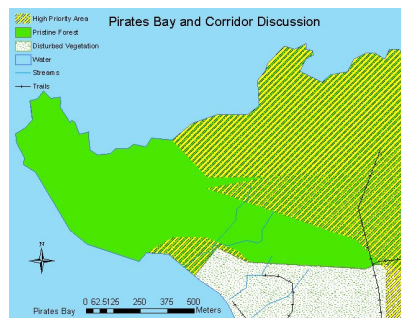 Pirates Bay and Corridor Discussion
High Priority Area
Pristine Forest
Disturbed Vegetation
Water
Streams
Trails
N
0 62.5125 250 375 500
Meters
Pirates Bay